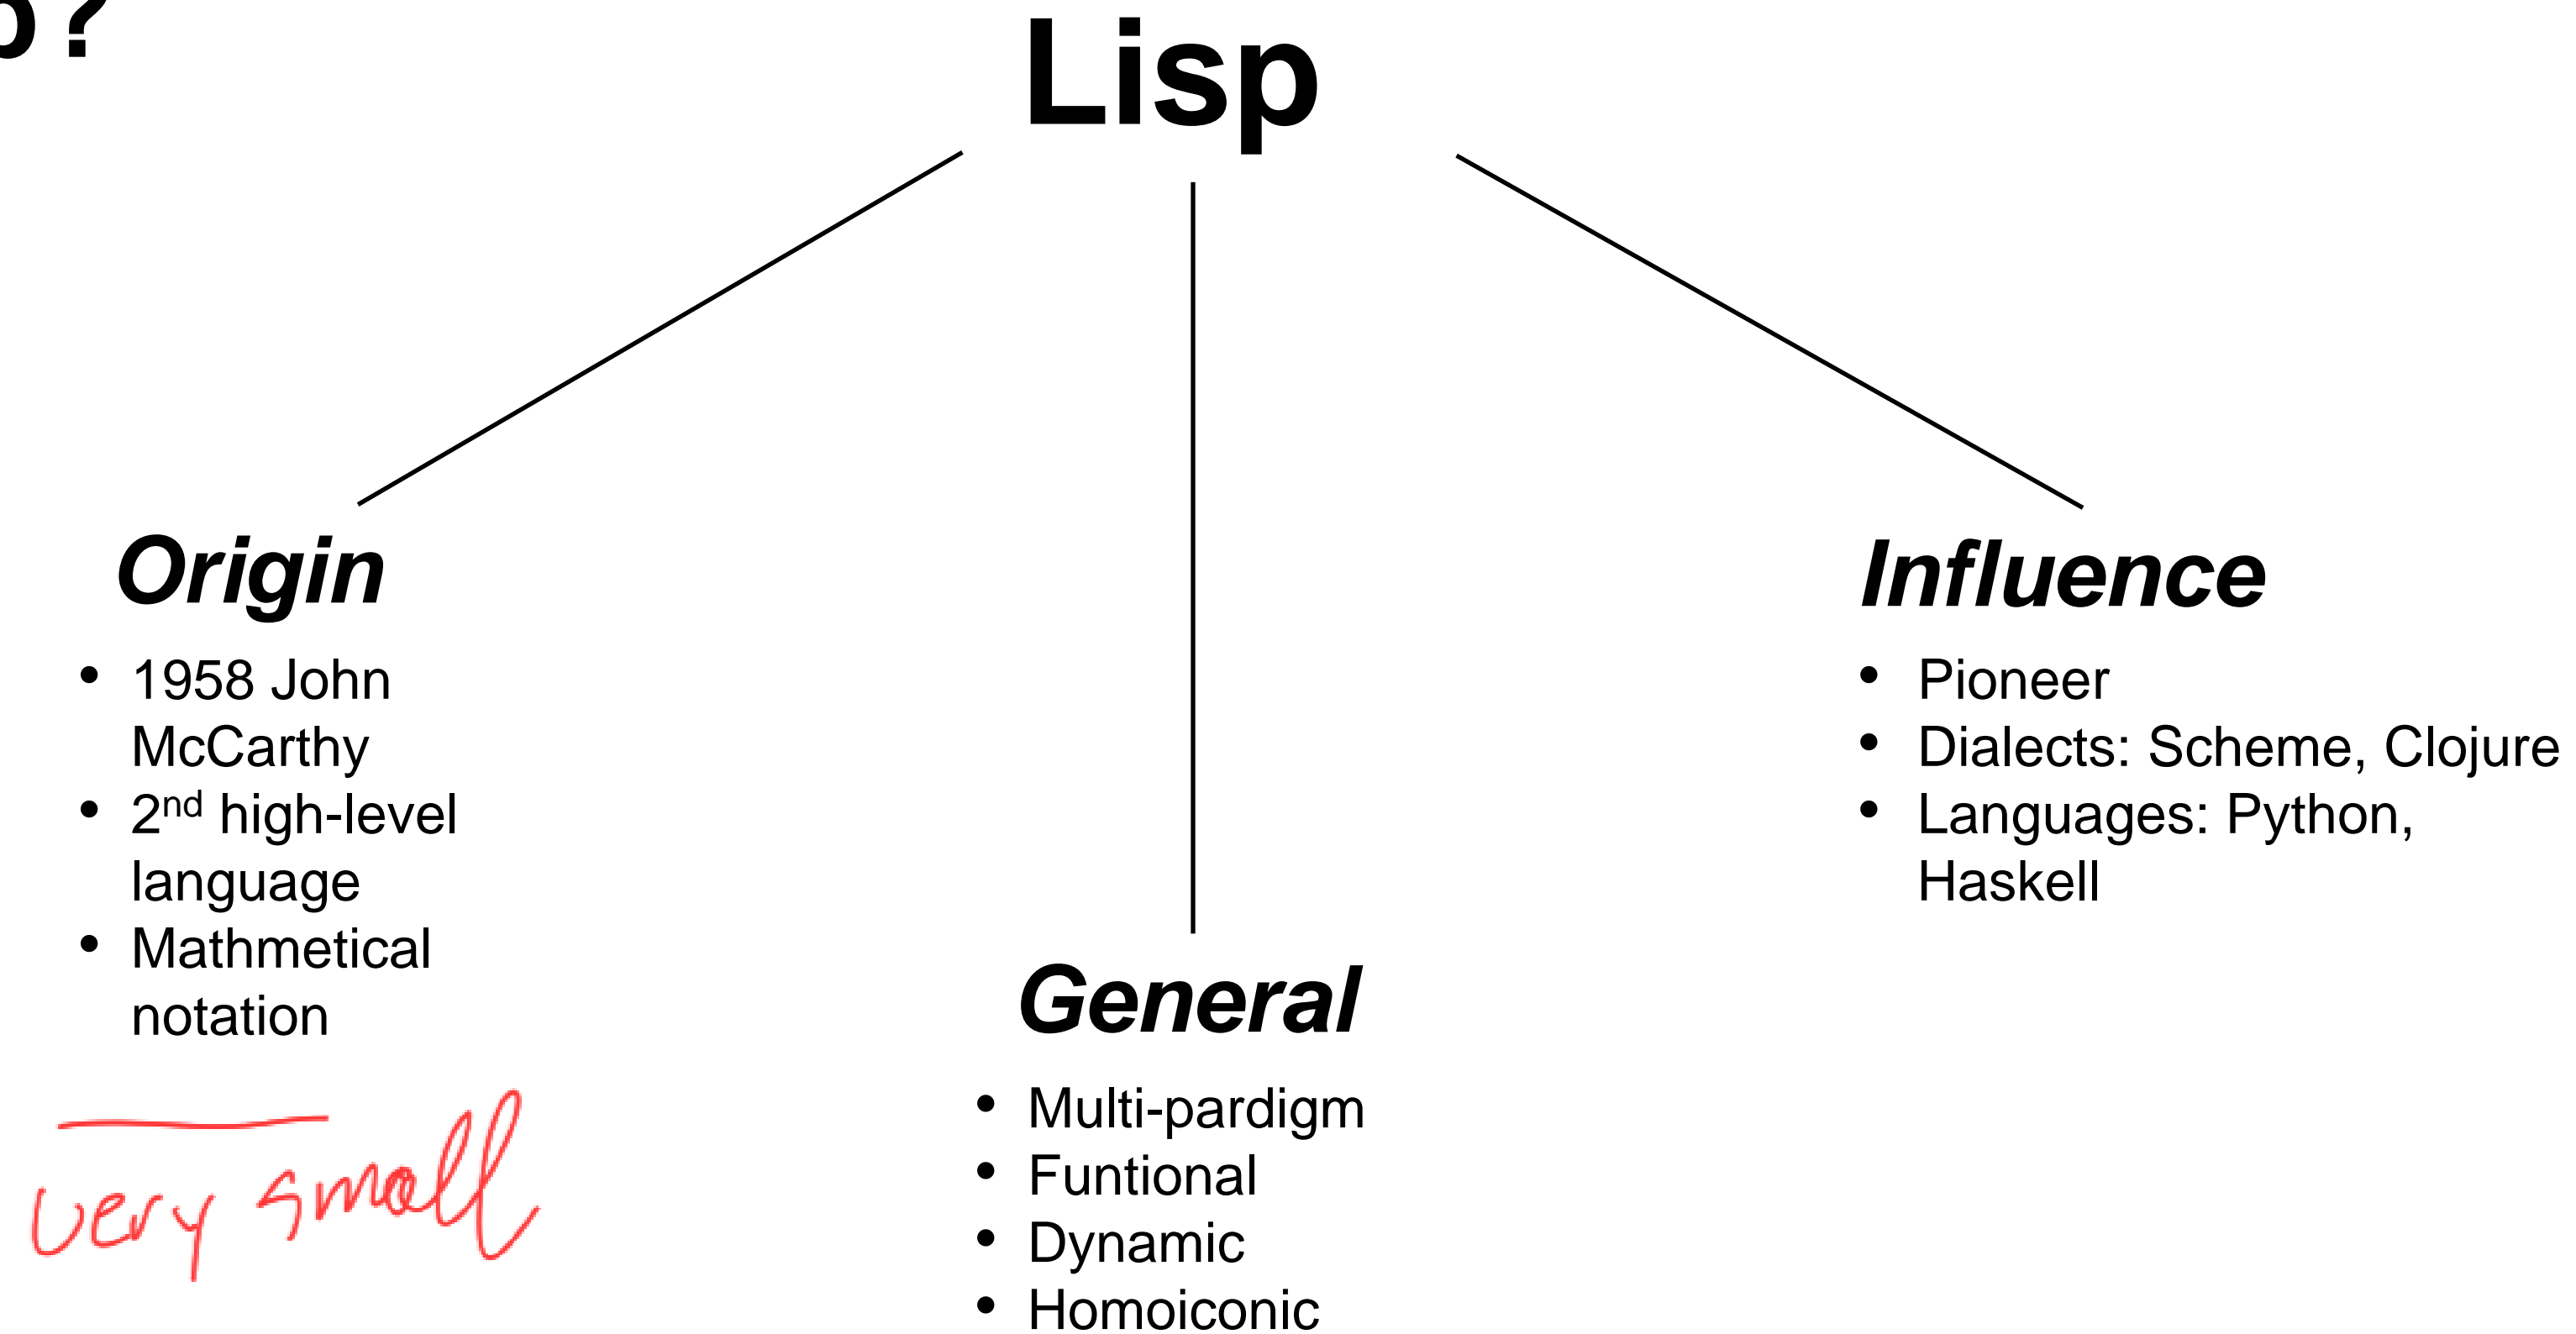 p?
Lisp
Origin
• 1958 John
McCarthy
• 2nd high-level
language
• Mathmetical
notation
very small
General
• Multi-pardigm
• Funtional
• Dynamic
• Homoiconic
Influence
• Pioneer
• Dialects: Scheme, Clojure
• Languages: Python,
Haskell